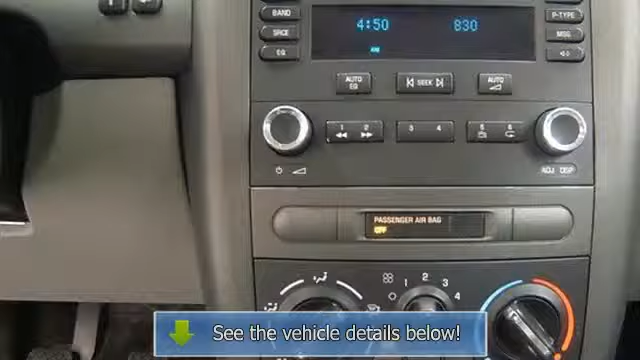 BAND
4:50 830
P-TYPE
SRCE
MSG
EQ
AM
AUTO EQ
SEEK
AUTO
1 2
3 4
5 6
ADJ DISP
PASSENGER AIR BAG
OFF
1 2 3 4
See the vehicle details below!